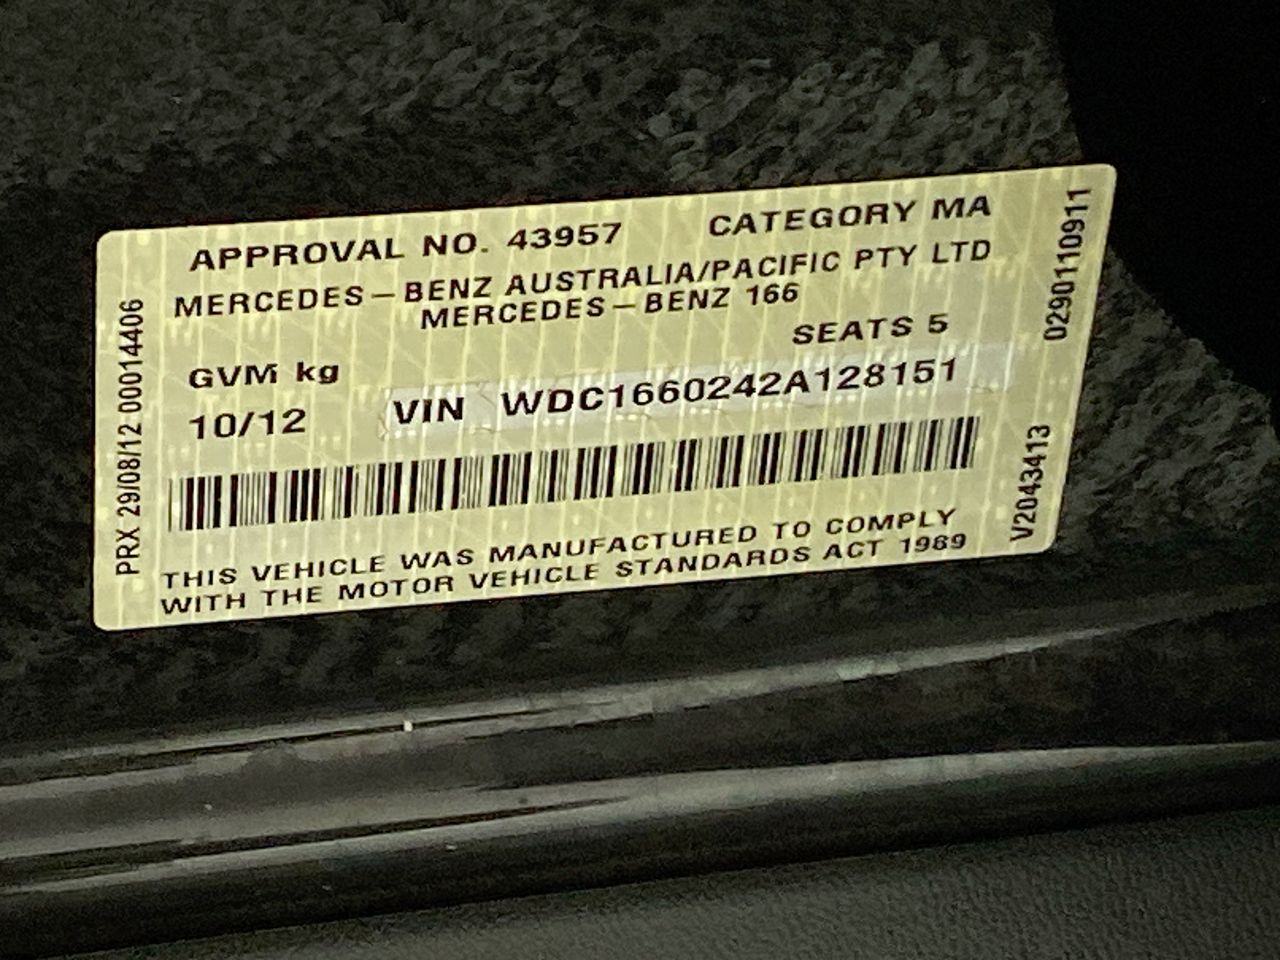 APPROVAL NO. 43957 CATEGORY MA
MERCEDES-BENZ AUSTRALIA/PACIFIC PTY LTD
MERCEDES-BENZ 166
SEATS 5
GVM kg
10/12 VIN WDC1660242A128151
THIS VEHICLE WAS MANUFACTURED TO COMPLY
WITH THE MOTOR VEHICLE STANDARDS ACT 1989
PRX 29/08/12 00014406
0290110911
V2043413